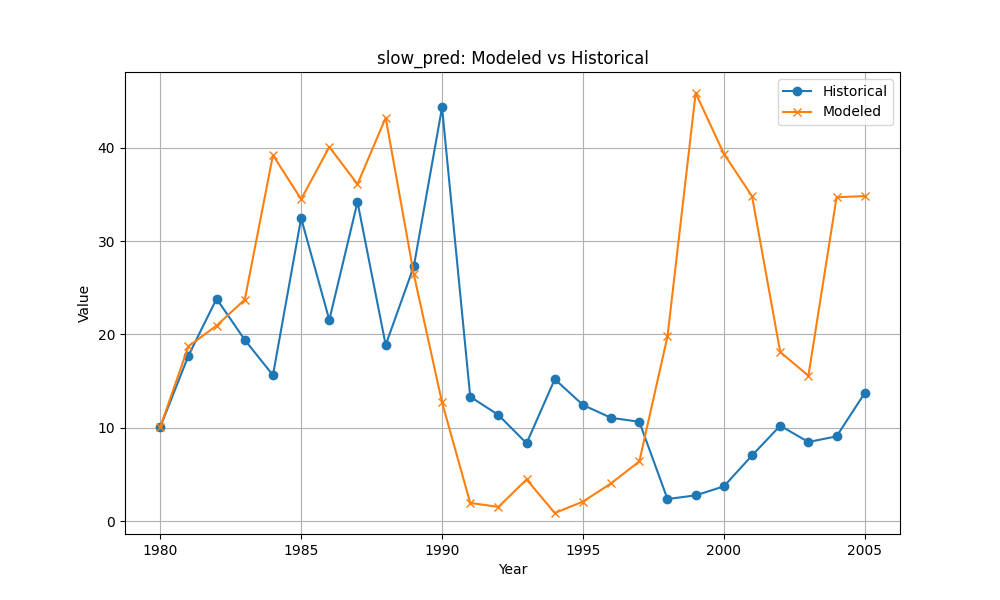 slow_pred: Modeled vs Historical
Historical
Modeled
Value
40
30
20
10
0
1980 1985 1990 1995 2000 2005
Year